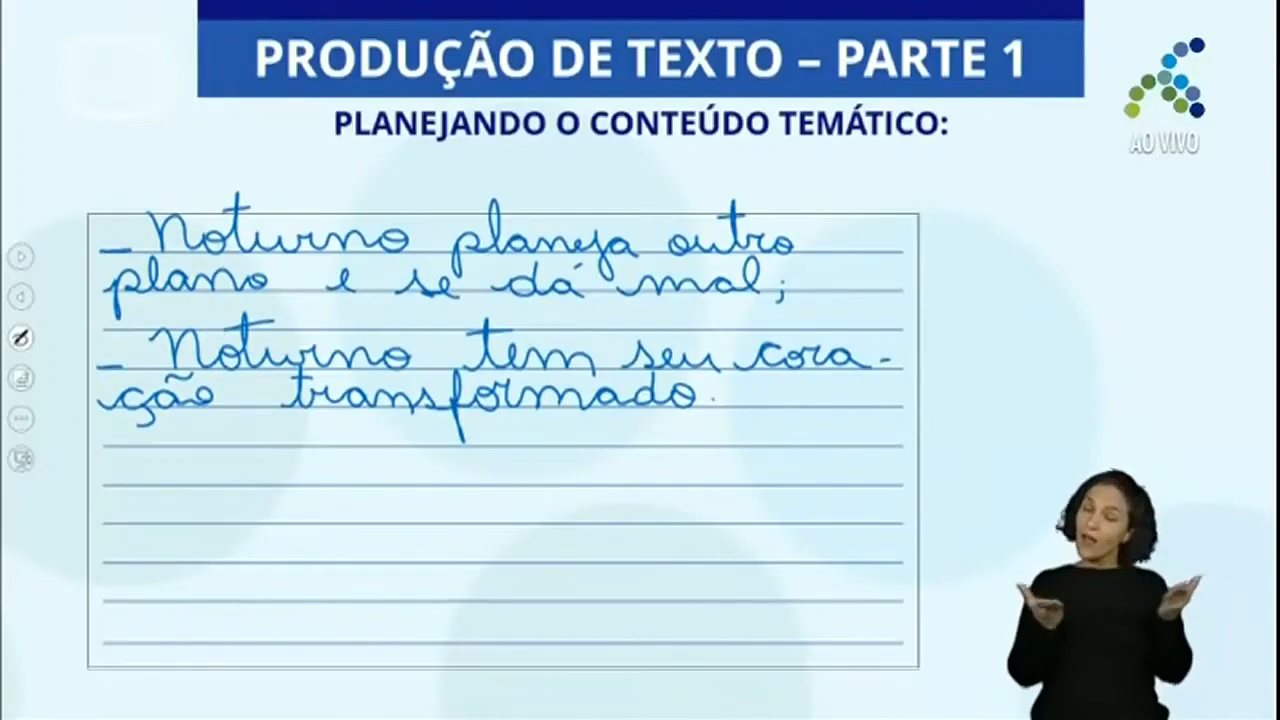 PRODUÇÃO DE TEXTO – PARTE 1
AO VIVO
PLANEJANDO O CONTEÚDO TEMÁTICO:
– Noturno planeja outro
plano e se dá mal;
– Noturno tem seu cora-
ção transformado.